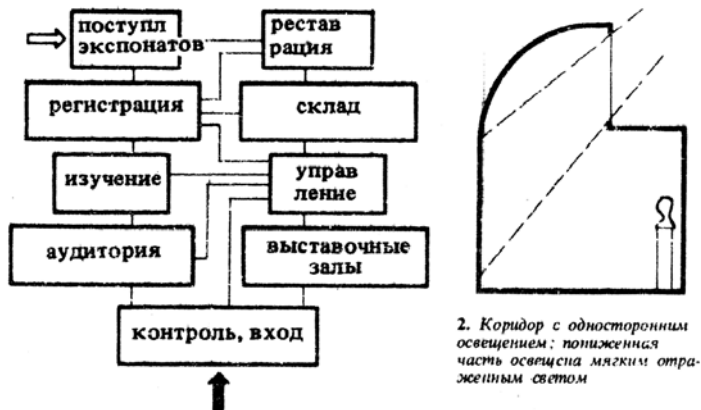 поступл
экспонатов
рестав
рация
регистрация
склад
изучение
управ
ление
аудитория
выставочные
залы
контроль, вход
2. Коридор с односторонним
освещением; пониженная
часть освещена мягким отра-
женным светом